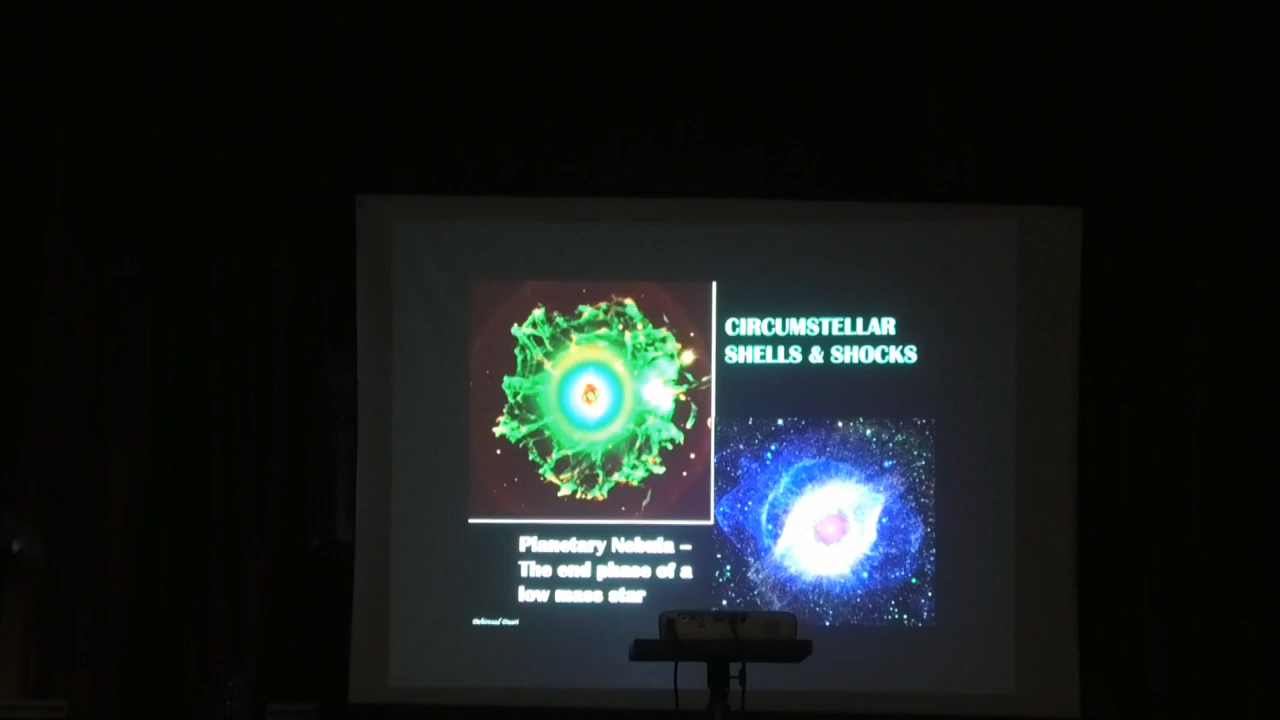 CIRCUMSTELLAR
SHELLS & SHOCKS
Planetary Nebula –
The end phase of a
low mass star